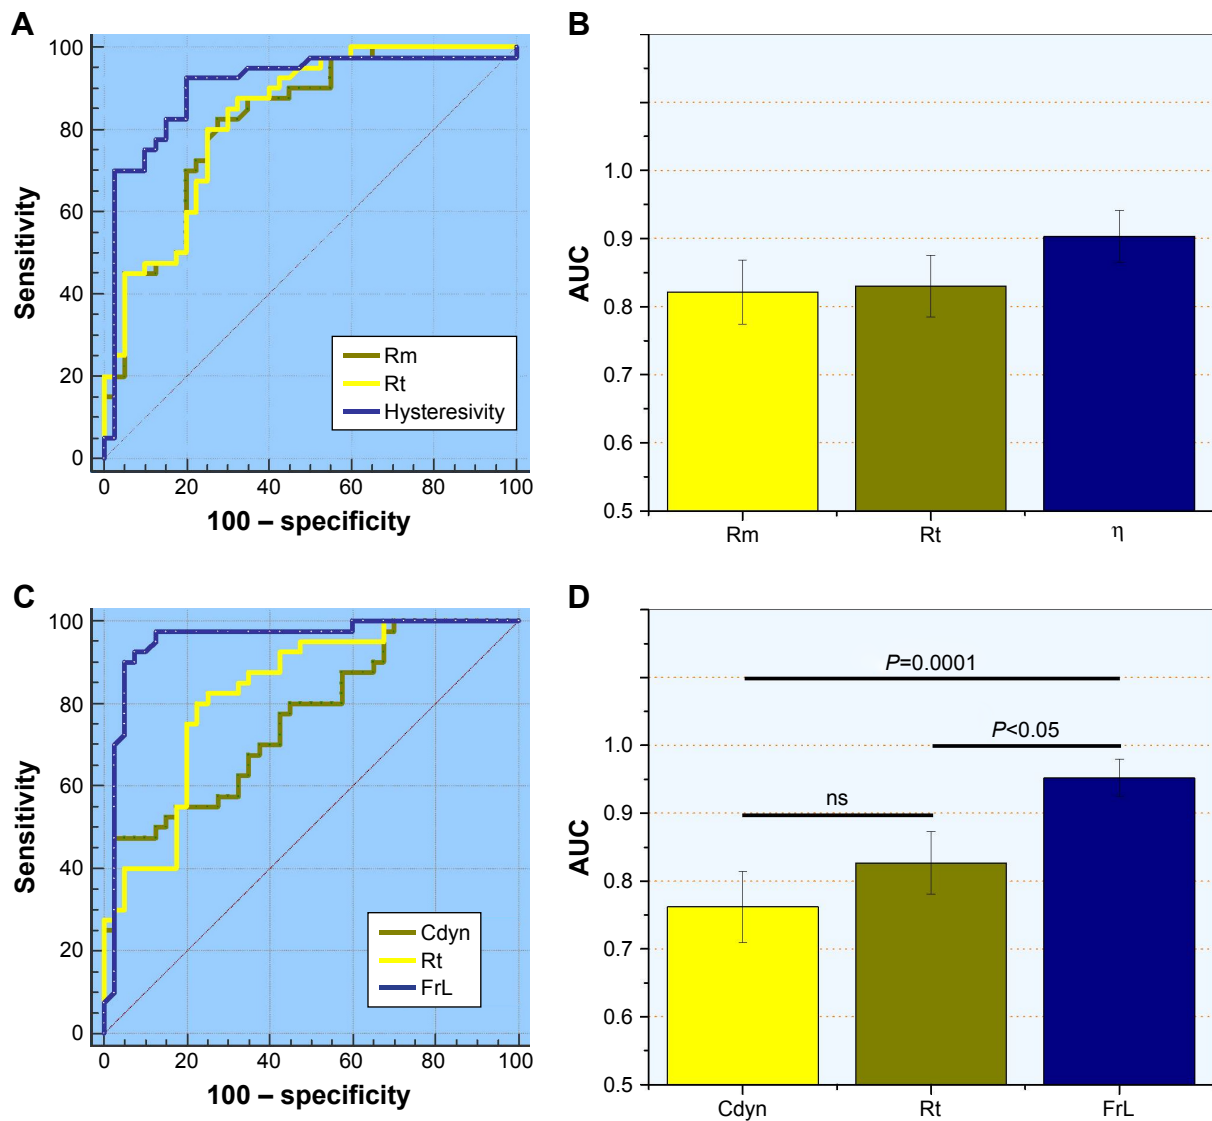 A
Sensitivity
100
80
60
40
20
0
Rm
Rt
Hysteresivity
0 20 40 60 80 100
100 – specificity
B
AUC
1.0
0.9
0.8
0.7
0.6
0.5
Rm Rt η
C
Sensitivity
100
80
60
40
20
0
Cdyn
Rt
FrL
0 20 40 60 80 100
100 – specificity
D
AUC
P=0.0001
P<0.05
ns
1.0
0.9
0.8
0.7
0.6
0.5
Cdyn Rt FrL